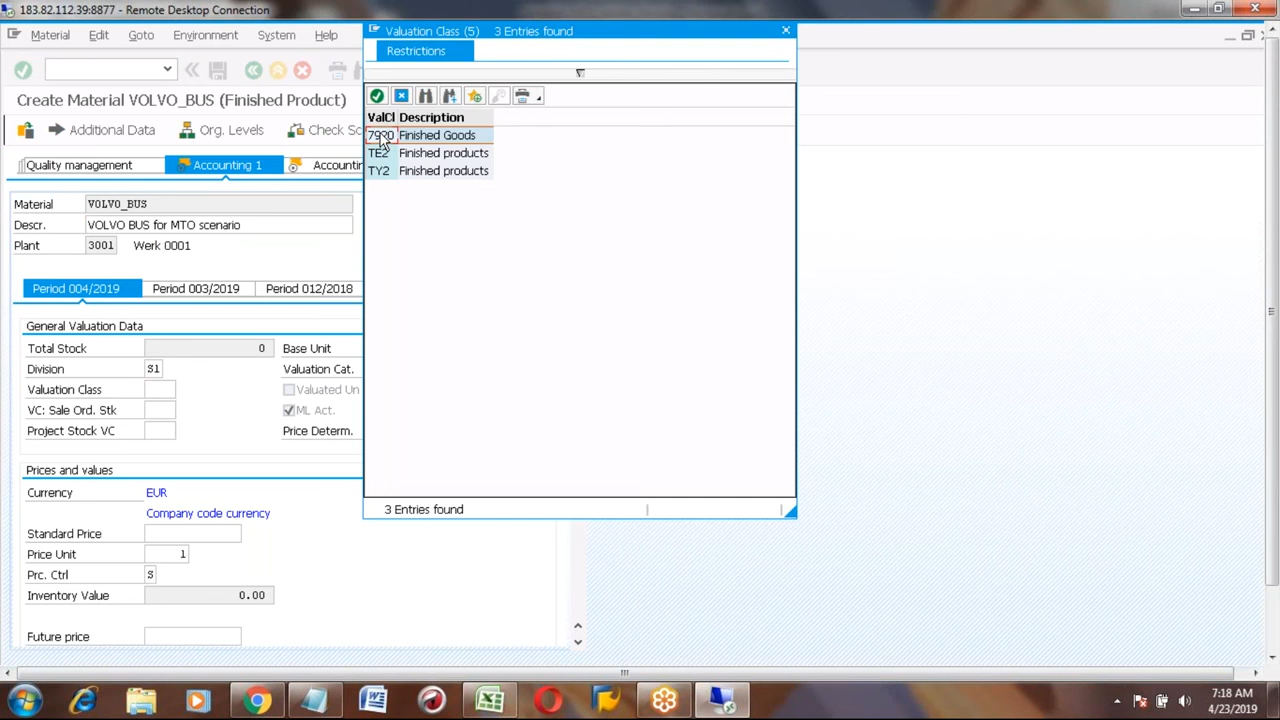 183.82.112.39:8877 - Remote Desktop Connection
Material Edit Goto Environment System Help
Create Material VOLVO_BUS (Finished Product)
Additional Data Org. Levels Check Sc
Quality management Accounting 1 Accountin
Material VOLVO_BUS
Descr. VOLVO BUS for MTO scenario
Plant 3001 Werk 0001
Period 004/2019 Period 003/2019 Period 012/2018
General Valuation Data
Total Stock 0 Base Unit
Division S1 Valuation Cat.
Valuation Class Valuated Un
VC: Sale Ord. Stk ML Act.
Project Stock VC Price Determ.
Prices and values
Currency EUR
Company code currency
Standard Price
Price Unit 1
Prc. Ctrl S
Inventory Value 0.00
Future price
Valuation Class (5) 3 Entries found
Restrictions
ValCl Description
7920 Finished Goods
TE2 Finished products
TY2 Finished products
3 Entries found
7:18 AM
4/23/2019